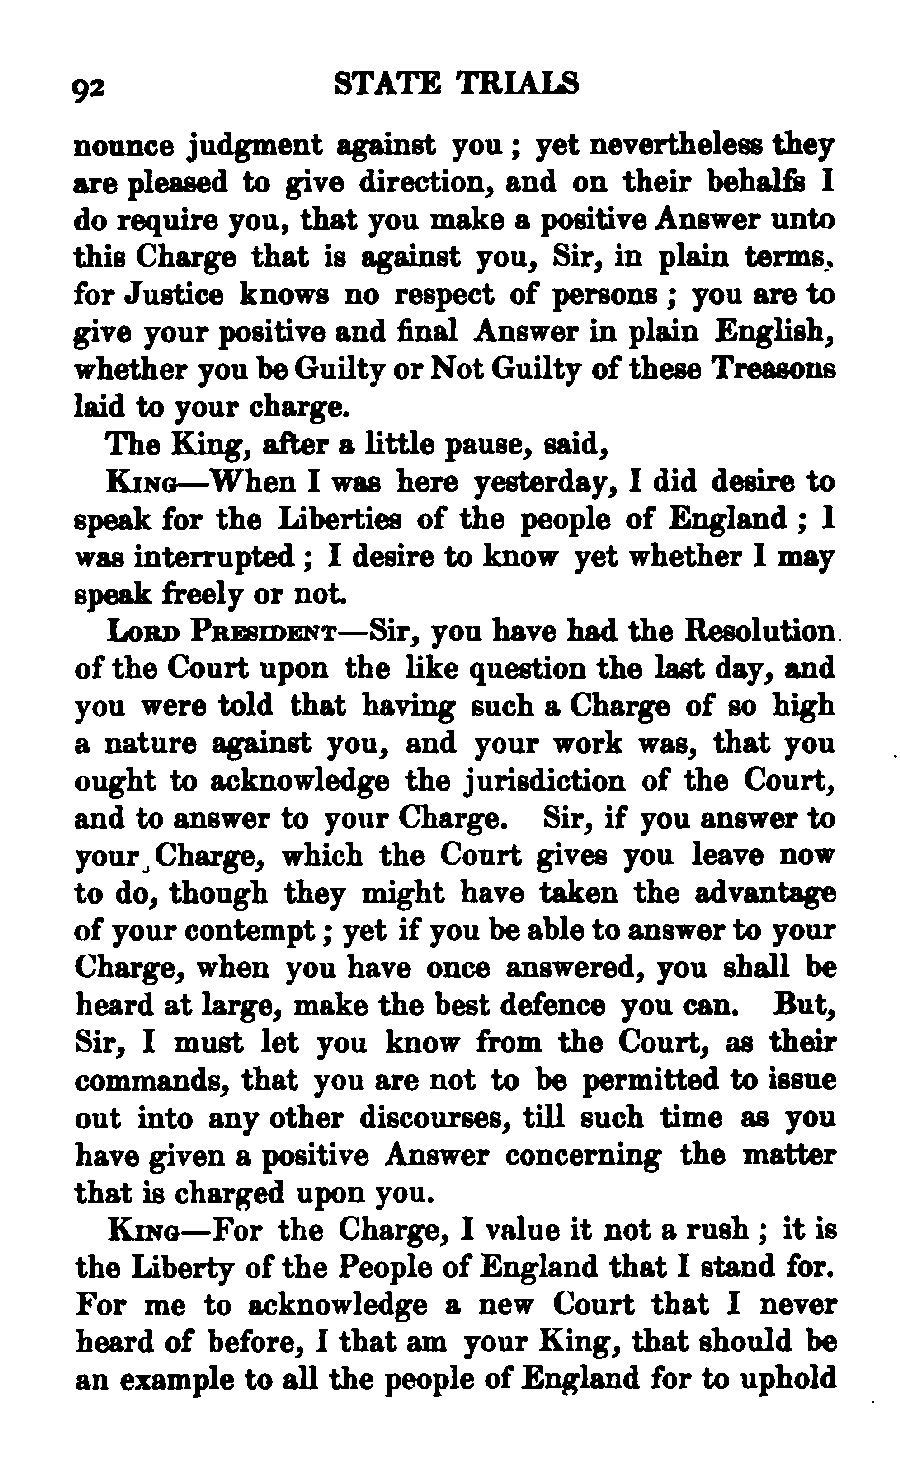 92 STATE TRIALS
nounce judgment against you ; yet nevertheless they
are pleased to give direction, and on their behalfs I
do require you, that you make a positive Answer unto
this Charge that is against you, Sir, in plain terms,
for Justice knows no respect of persons ; you are to
give your positive and final Answer in plain English,
whether you be Guilty or Not Guilty of these Treasons
laid to your charge.
The King, after a little pause, said,
KING—When I was here yesterday, I did desire to
speak for the Liberties of the people of England ; I
was interrupted ; I desire to know yet whether I may
speak freely or not.
LORD PRESIDENT—Sir, you have had the Resolution
of the Court upon the like question the last day, and
you were told that having such a Charge of so high
a nature against you, and your work was, that you
ought to acknowledge the jurisdiction of the Court,
and to answer to your Charge. Sir, if you answer to
your Charge, which the Court gives you leave now
to do, though they might have taken the advantage
of your contempt ; yet if you be able to answer to your
Charge, when you have once answered, you shall be
heard at large, make the best defence you can. But,
Sir, I must let you know from the Court, as their
commands, that you are not to be permitted to issue
out into any other discourses, till such time as you
have given a positive Answer concerning the matter
that is charged upon you.
KING—For the Charge, I value it not a rush ; it is
the Liberty of the People of England that I stand for.
For me to acknowledge a new Court that I never
heard of before, I that am your King, that should be
an example to all the people of England for to uphold